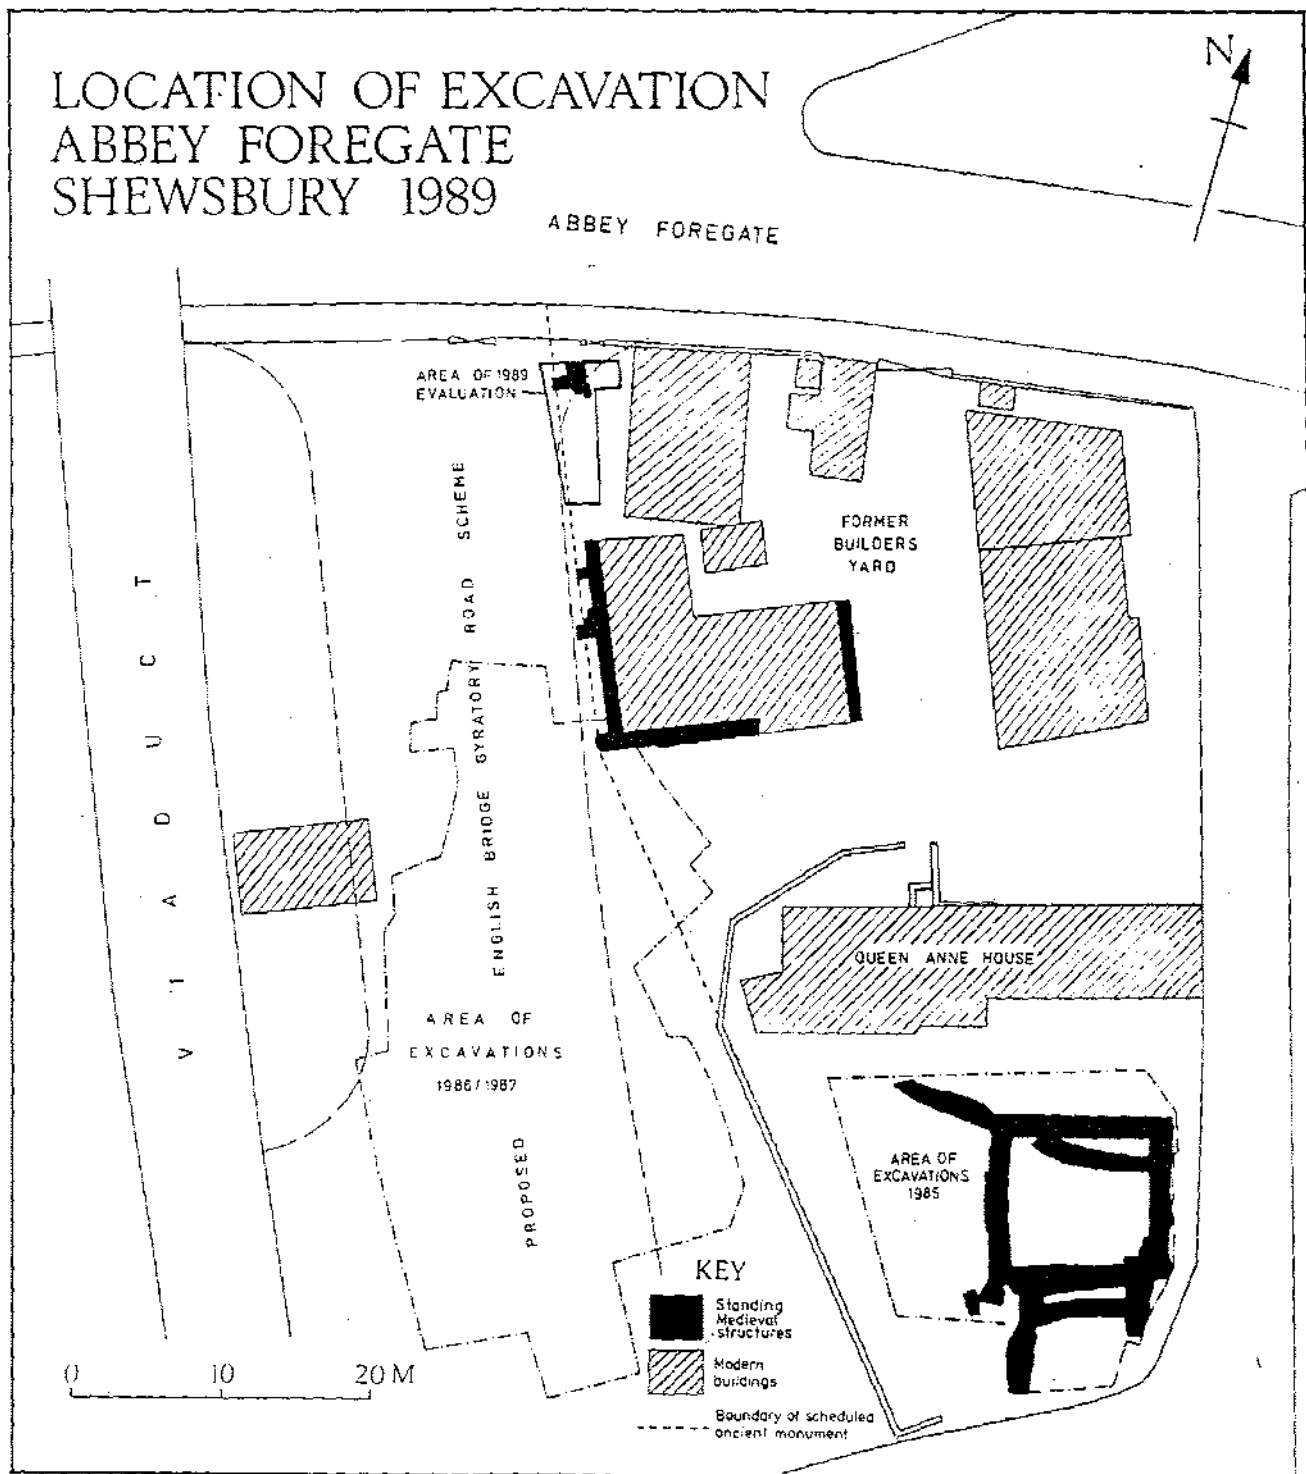 LOCATION OF EXCAVATION
ABBEY FOREGATE
SHEWSBURY 1989
N
ABBEY FOREGATE
AREA OF 1989
EVALUATION
FORMER
BUILDERS
YARD
VIADUCT
PROPOSED ENGLISH BRIDGE GYRATORY ROAD SCHEME
QUEEN ANNE HOUSE
AREA OF
EXCAVATIONS
1986/1987
AREA OF
EXCAVATIONS
1985
KEY
Standing
Medieval
structures
Modern
buildings
Boundary of scheduled
ancient monument
0 10 20 M